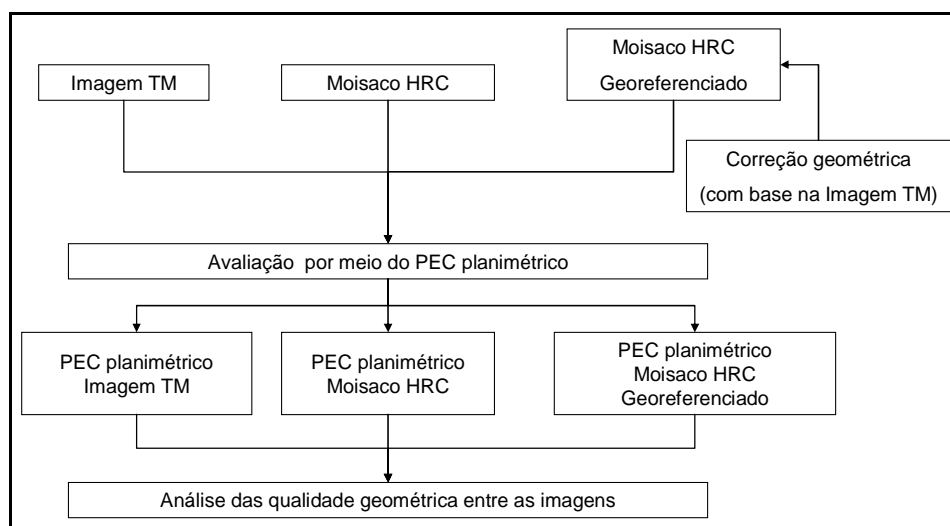 Imagem TM
Moisaco HRC
Moisaco HRC
Georeferenciado
Correção geométrica
(com base na Imagem TM)
Avaliação por meio do PEC planimétrico
PEC planimétrico
Imagem TM
PEC planimétrico
Moisaco HRC
PEC planimétrico
Moisaco HRC
Georeferenciado
Análise das qualidade geométrica entre as imagens